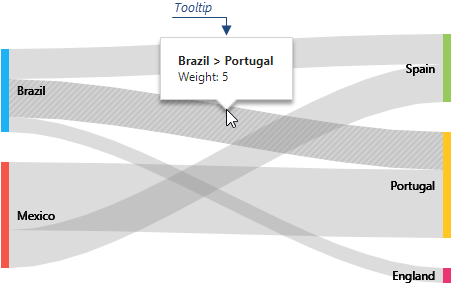 Tooltip
Brazil > Portugal
Weight: 5
Spain
Brazil
Portugal
Mexico
England